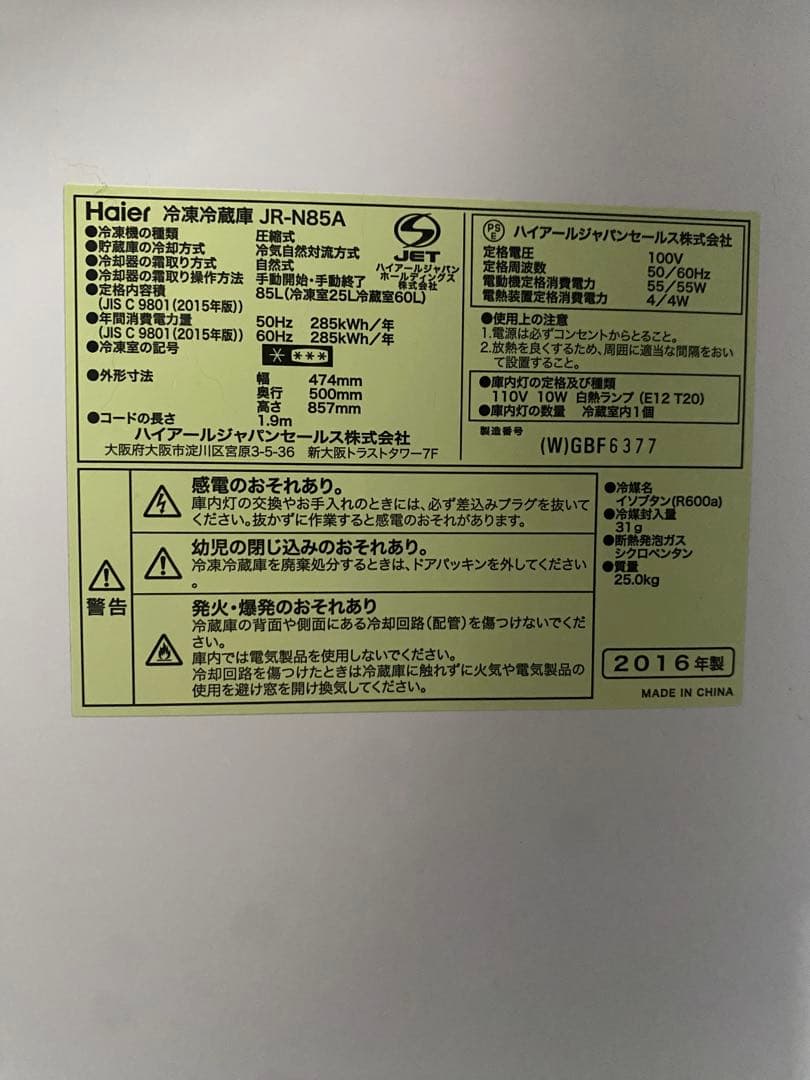 Haier 冷凍冷蔵庫 JR-N85A
●冷凍機の種類 圧縮式
●貯蔵庫の冷却方式 冷気自然対流方式
●冷却器の霜取り方式 自然式
●冷却器の霜取り操作方法 手動開始・手動終了
●定格内容積 85L(冷凍室25L冷蔵室60L)
(JIS C 9801(2015年版))
●年間消費電力量 50Hz 285kWh/年
(JIS C 9801(2015年版)) 60Hz 285kWh/年
●冷凍室の記号 * ***
●外形寸法 幅 474mm
奥行 500mm
高さ 857mm
●コードの長さ 1.9m
ハイアールジャパンセールス株式会社
大阪府大阪市淀川区宮原3-5-36 新大阪トラストタワー7F
JET
ハイアールジャパン
ホールディングス
株式会社
PS
E ハイアールジャパンセールス株式会社
定格電圧 100V
定格周波数 50/60Hz
電動機定格消費電力 55/55W
電熱装置定格消費電力 4/4W
●使用上の注意
1.電源は必ずコンセントからとること。
2.放熱を良くするため、周囲に適当な間隔をおい
て設置すること。
●庫内灯の定格及び種類
110V 10W 白熱ランプ(E12 T20)
●庫内灯の数量 冷蔵室内1個
製造番号
(W)GBF6377
警告
感電のおそれあり。
庫内灯の交換やお手入れのときには、必ず差込みプラグを抜いて
ください。抜かずに作業すると感電のおそれがあります。
幼児の閉じ込めのおそれあり。
冷凍冷蔵庫を廃棄処分するときは、ドアパッキンを外してください
。
発火・爆発のおそれあり
冷蔵庫の背面や側面にある冷却回路(配管)を傷つけないでくだ
さい。
庫内では電気製品を使用しないでください。
冷却回路を傷つけたときは冷蔵庫に触れずに火気や電気製品の
使用を避け窓を開け換気してください。
●冷媒名
イソブタン(R600a)
●冷媒封入量
31g
●断熱発泡ガス
シクロペンタン
●質量
25.0kg
2016年製
MADE IN CHINA